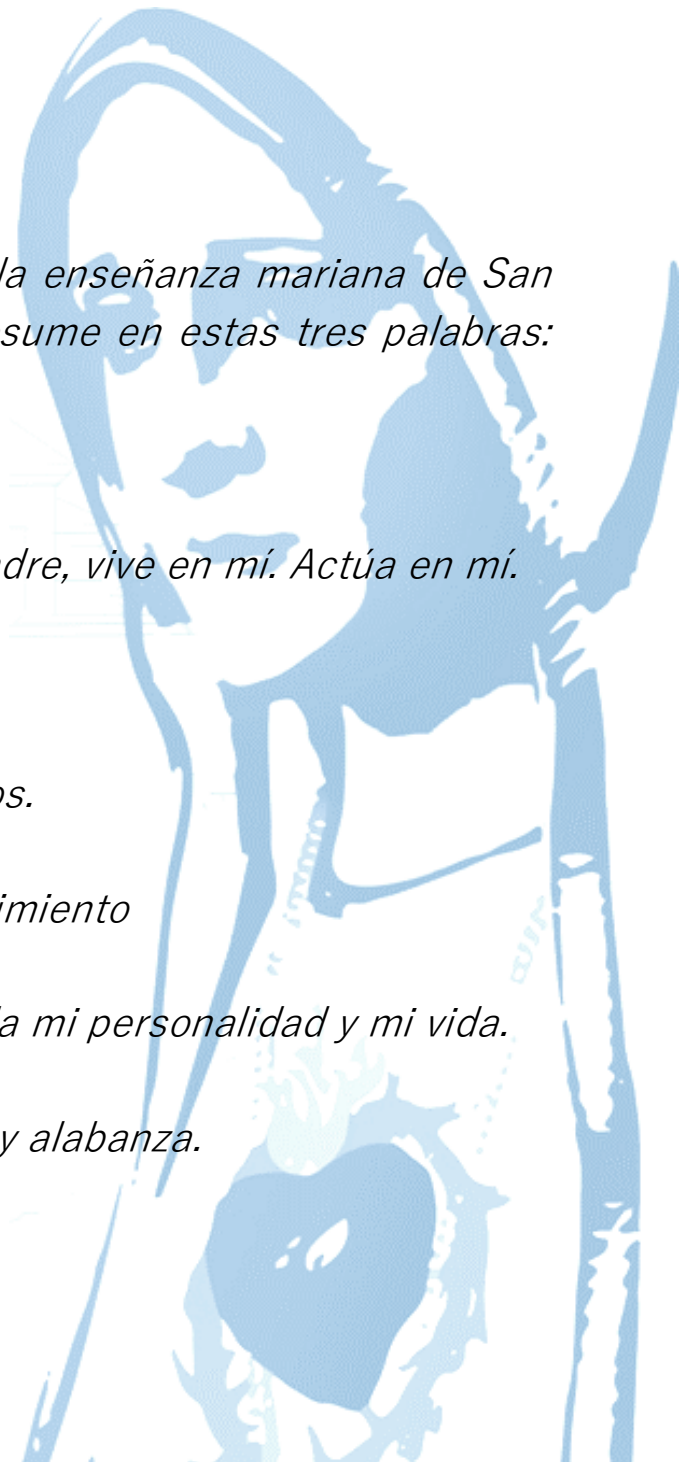 la enseñanza mariana de San
sume en estas tres palabras:
dre, vive en mí. Actúa en mí.
os.
imiento
la mi personalidad y mi vida.
y alabanza.